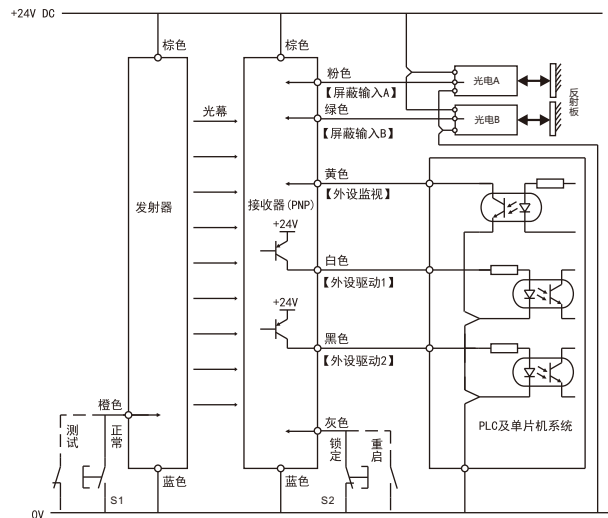 +24V DC
棕色
棕色
粉色
【屏蔽输入A】
绿色
【屏蔽输入B】
光电A
光电B
反射板
光幕
黄色
【外设监视】
发射器
接收器(PNP)
+24V
白色
【外设驱动1】
+24V
黑色
【外设驱动2】
橙色
灰色
PLC及单片机系统
测试
正常
锁定
重启
蓝色
蓝色
S1
S2
0V